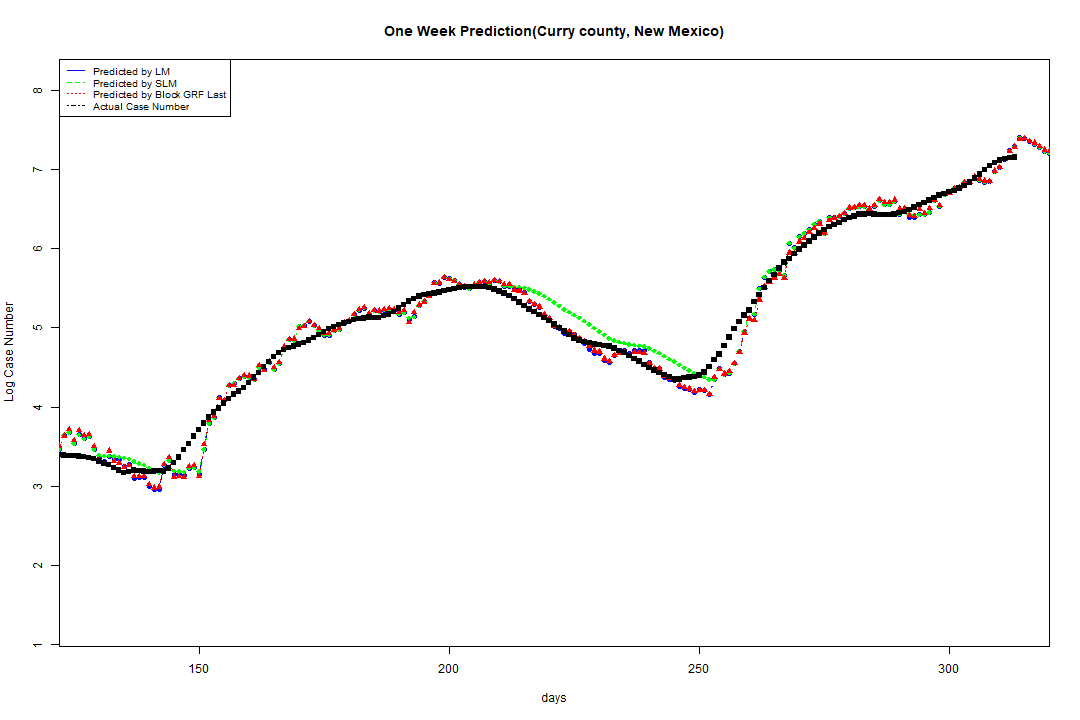 One Week Prediction(Curry county, New Mexico)
Predicted by LM
Predicted by SLM
Predicted by Block GRF Last
Actual Case Number
8
7
6
5
4
3
2
1
Log Case Number
150 200 250 300
days